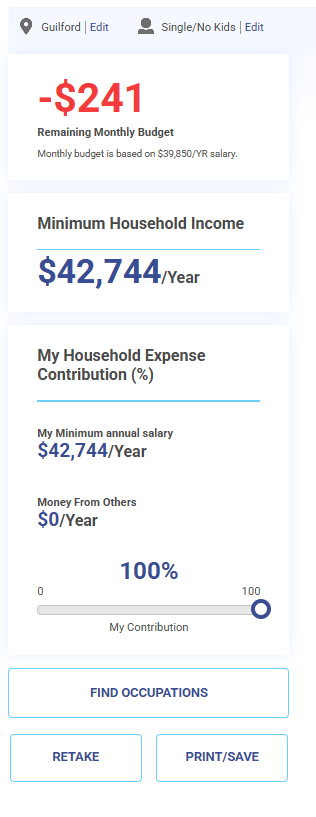 Guilford | Edit Single/No Kids | Edit
-$241
Remaining Monthly Budget
Monthly budget is based on $39,850/YR salary.
Minimum Household Income
$42,744/Year
My Household Expense
Contribution (%)
My Minimum annual salary
$42,744/Year
Money From Others
$0/Year
100%
0 100
My Contribution
FIND OCCUPATIONS
RETAKE PRINT/SAVE